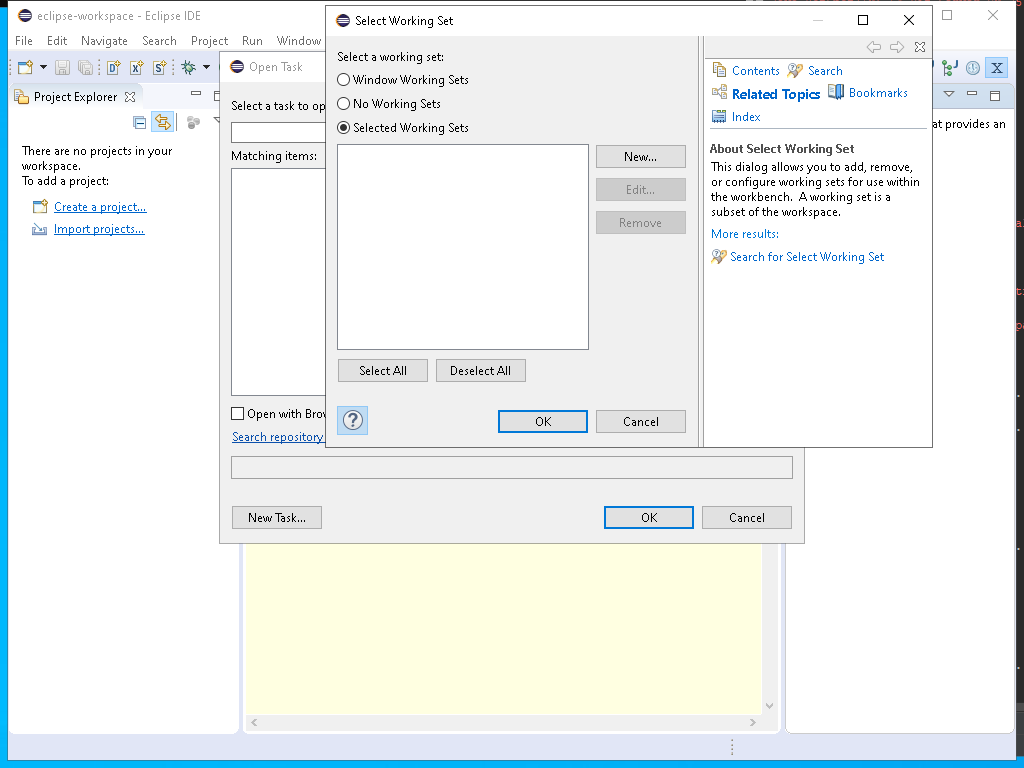 eclipse-workspace - Eclipse IDE
File Edit Navigate Search Project Run Window
Project Explorer
There are no projects in your
workspace.
To add a project:
Create a project...
Import projects...
Open Task
Select a task to op
Matching items:
Open with Brow
Search repository
New Task...
OK
Cancel
Select Working Set
Select a working set:
Window Working Sets
No Working Sets
Selected Working Sets
New...
Edit...
Remove
Select All
Deselect All
OK
Cancel
Contents Search
Related Topics Bookmarks
Index
About Select Working Set
This dialog allows you to add, remove,
or configure working sets for use within
the workbench. A working set is a
subset of the workspace.
More results:
Search for Select Working Set
at provides an